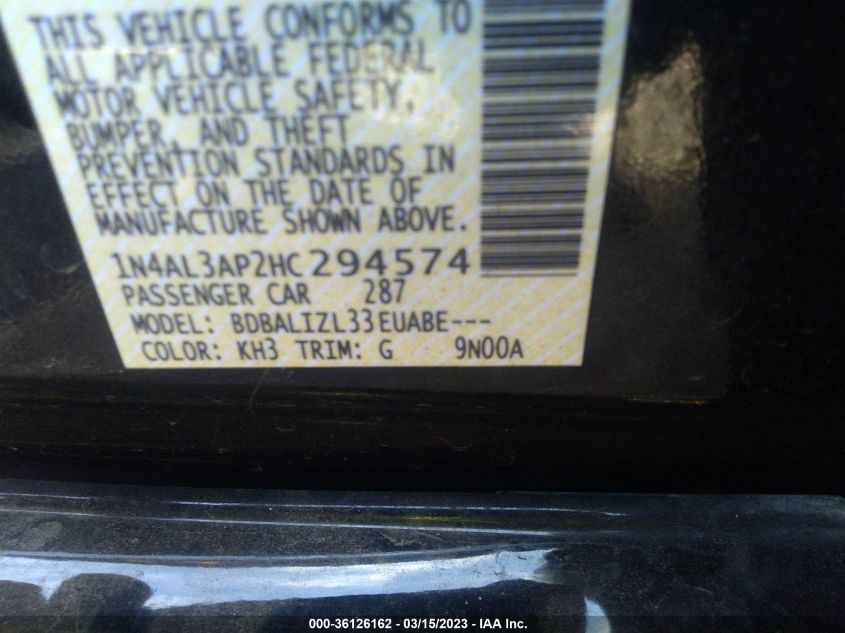 THIS VEHICLE CONFORMS TO
ALL APPLICABLE FEDERAL
MOTOR VEHICLE SAFETY,
BUMPER, AND THEFT
PREVENTION STANDARDS IN
EFFECT ON THE DATE OF
MANUFACTURE SHOWN ABOVE.
1N4AL3AP2HC294574
PASSENGER CAR 287
MODEL: BDBALIZL33EUABE---
COLOR: KH3 TRIM: G 9N00A
000-36126162 - 03/15/2023 - IAA Inc.